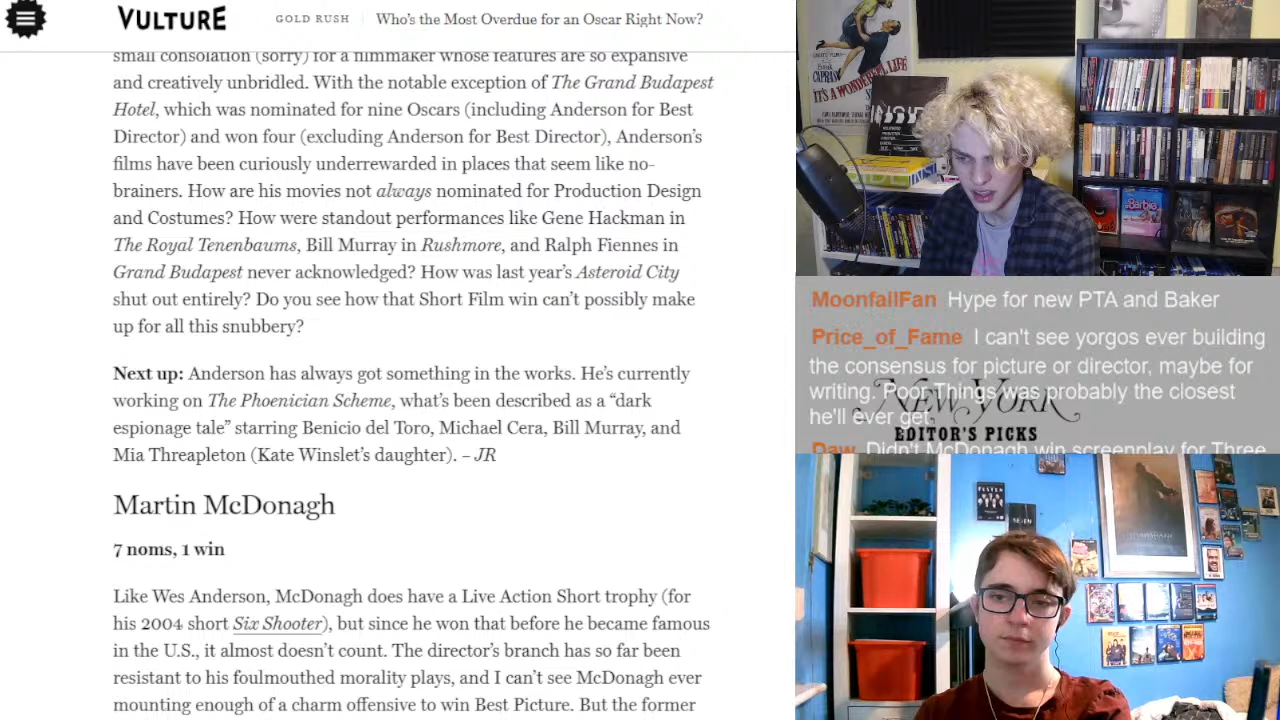 VULTURE
GOLD RUSH
Who's the Most Overdue for an Oscar Right Now?
small consolation (sorry) for a filmmaker whose features are so expansive
and creatively unbridled. With the notable exception of The Grand Budapest
Hotel, which was nominated for nine Oscars (including Anderson for Best
Director) and won four (excluding Anderson for Best Director), Anderson's
films have been curiously underawarded in places that seem like no-
brainers. How are his movies not always nominated for Production Design
and Costumes? How were standout performances like Gene Hackman in
The Royal Tenenbaums, Bill Murray in Rushmore, and Ralph Fiennes in
Grand Budapest never acknowledged? How was last year's Asteroid City
shut out entirely? Do you see how that Short Film win can't possibly make
up for all this snubbery?
Next up: Anderson has always got something in the works. He's currently
working on The Phoenician Scheme, what's been described as a "dark
espionage tale" starring Benicio del Toro, Michael Cera, Bill Murray, and
Mia Threapleton (Kate Winslet's daughter). – JR
Martin McDonagh
7 noms, 1 win
Like Wes Anderson, McDonagh does have a Live Action Short trophy (for
his 2004 short Six Shooter), but since he won that before he became famous
in the U.S., it almost doesn't count. The director's branch has so far been
resistant to his foulmouthed morality plays, and I can't see McDonagh ever
mounting enough of a charm offensive to win Best Picture. But the former
IT'S A WONDERFUL LIFE
INSIDE
Barbie
MoonfallFan Hype for new PTA and Baker
Price_of_Fame I can't see yorgos ever building
the consensus for picture or director, maybe for
writing. Poor Things was probably the closest
he'll ever get.
Daw Didn't McDonagh win screenplay for Three
NEW YORK
EDITOR'S PICKS
SE7EN